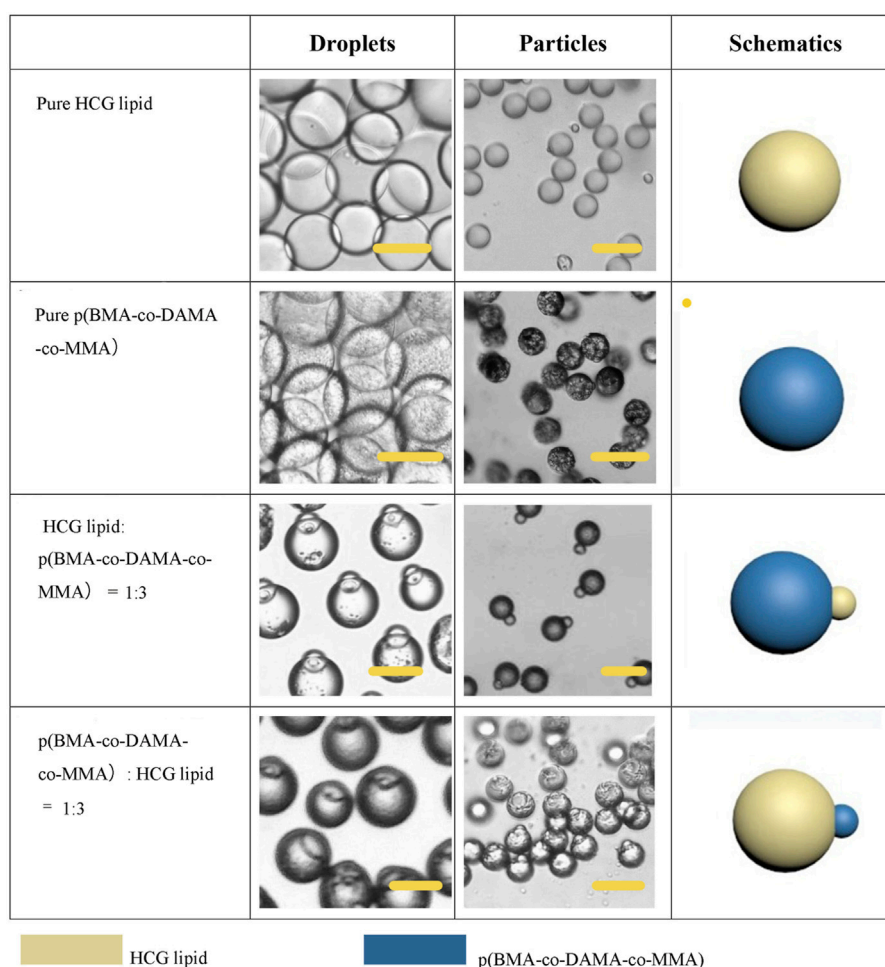 Droplets
Particles
Schematics
Pure HCG lipid
Pure p(BMA-co-DAMA
-co-MMA)
HCG lipid:
p(BMA-co-DAMA-co-
MMA) = 1:3
p(BMA-co-DAMA-
co-MMA) : HCG lipid
= 1:3
HCG lipid
p(BMA-co-DAMA-co-MMA)